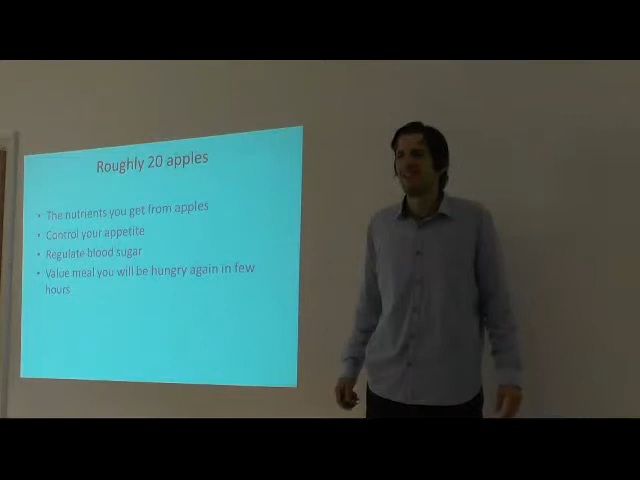 Roughly 20 apples
• The nutrients you get from apples
• Control your appetite
• Regulate blood sugar
• Value meal you will be hungry again in few
hours